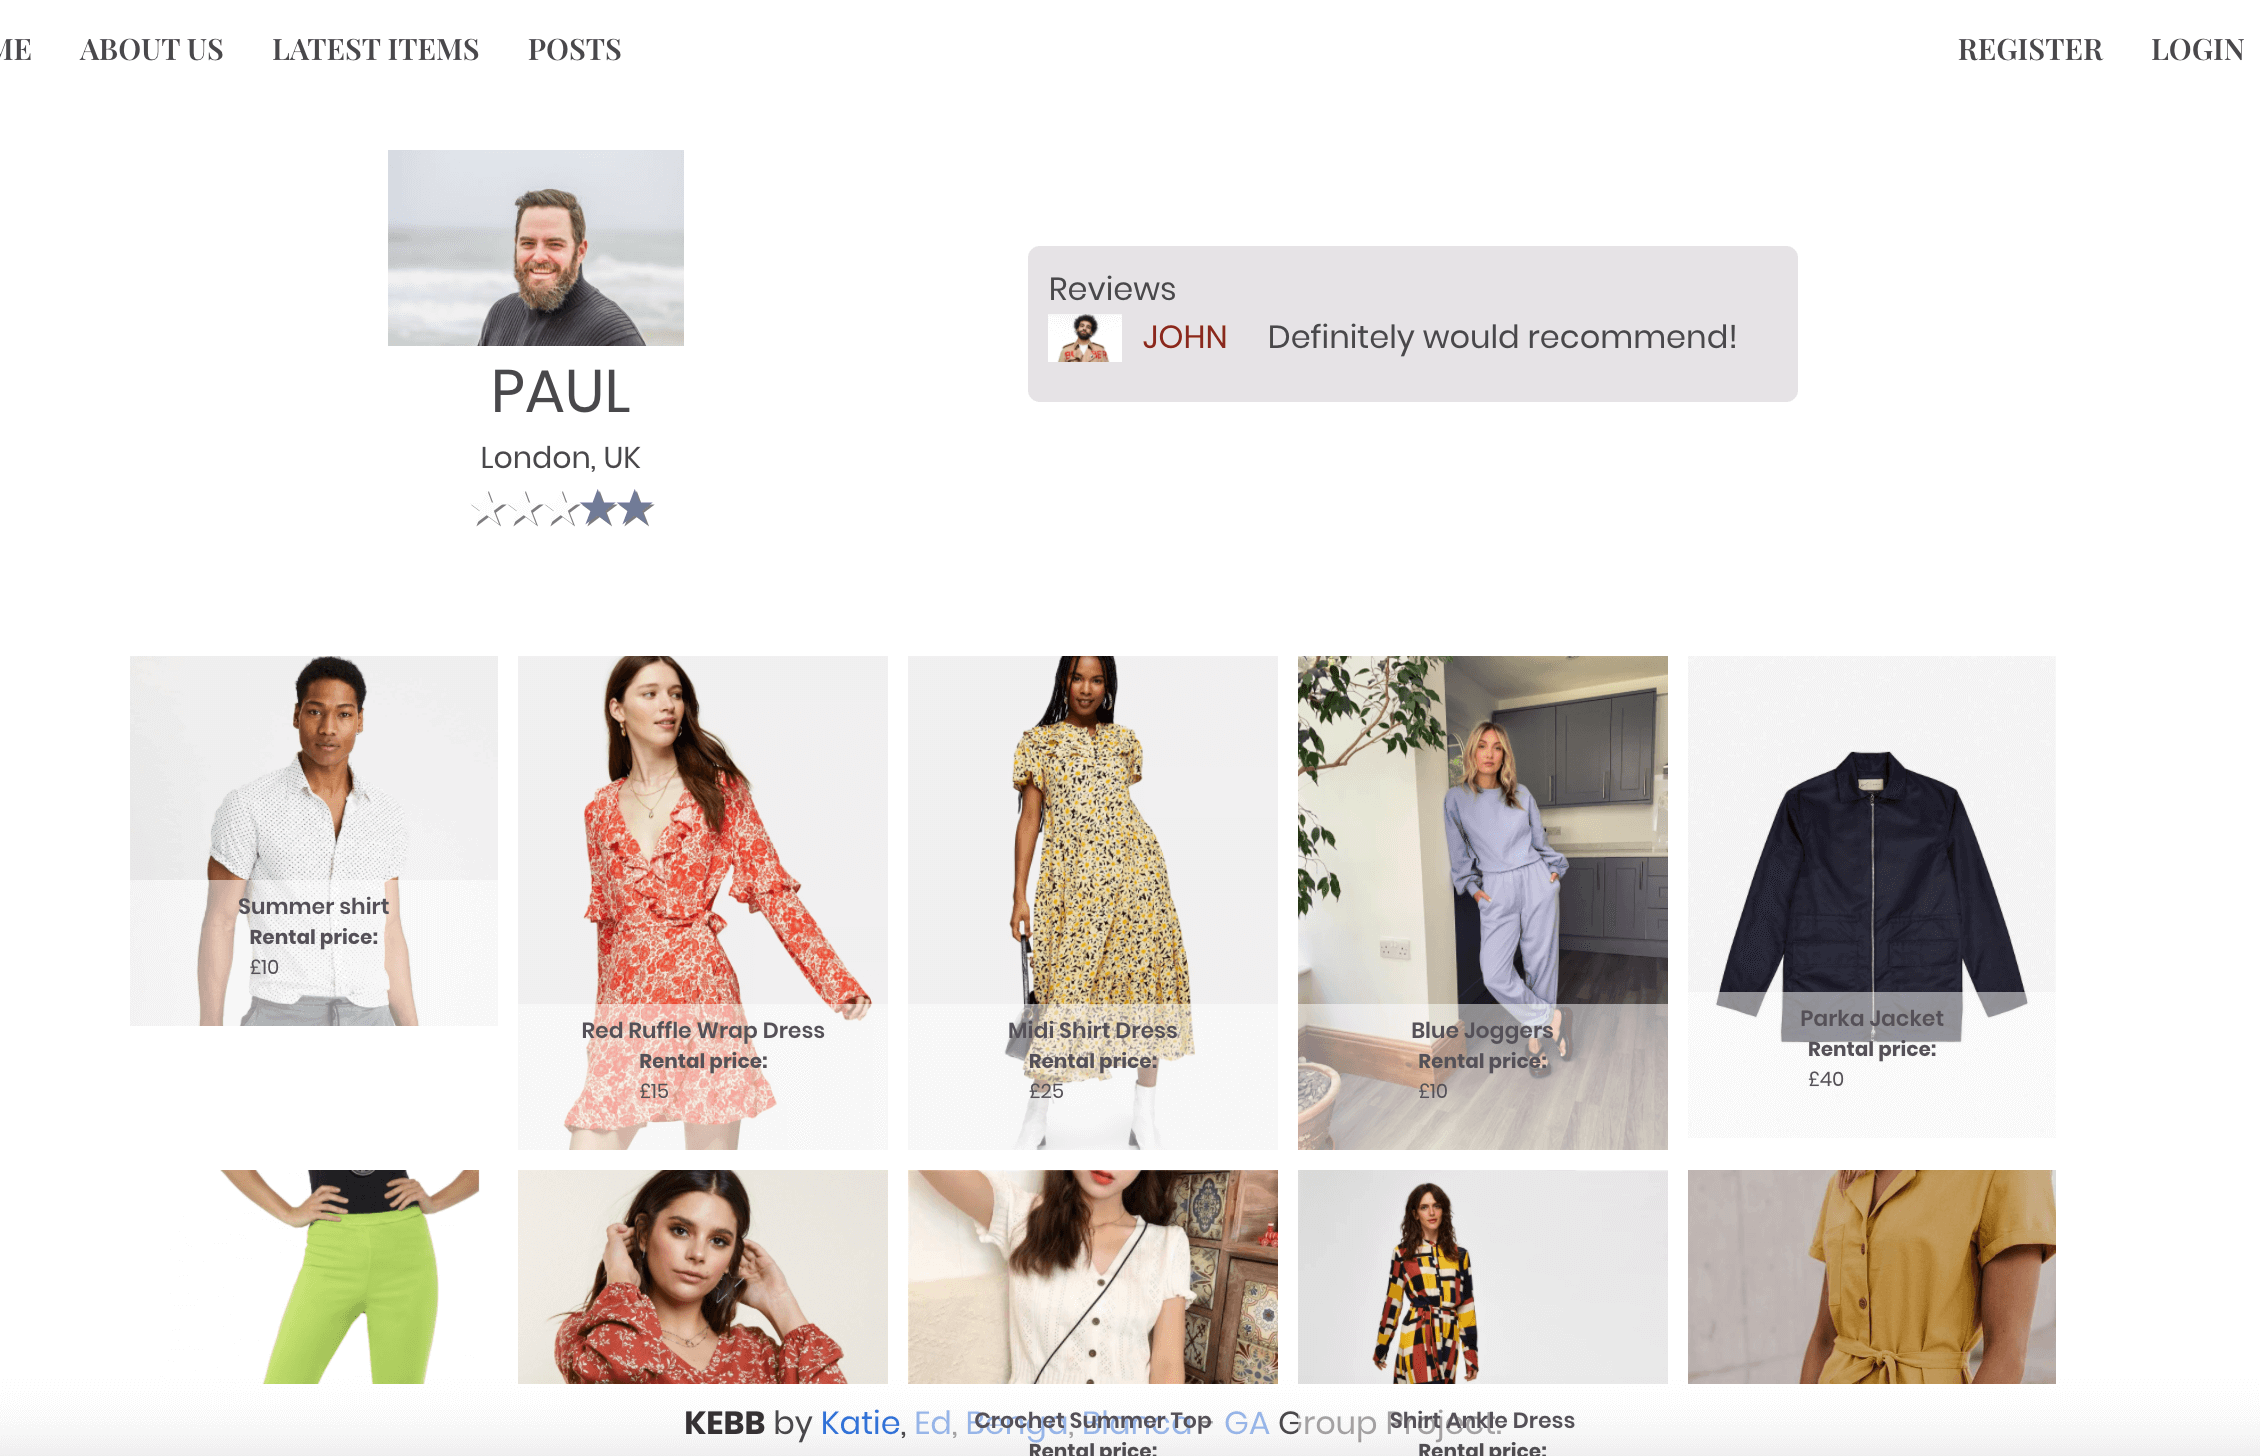 ME ABOUT US LATEST ITEMS POSTS REGISTER LOGIN
Reviews
JOHN Definitely would recommend!
PAUL
London, UK
Summer shirt
Rental price:
£10
Red Ruffle Wrap Dress
Rental price:
£15
Midi Shirt Dress
Rental price:
£25
Blue Joggers
Rental price:
£10
Parka Jacket
Rental price:
£40
KEBB by Katie, Ed, Benga, Blanca - GA Group Project.
Crochet Summer Top
Rental price:
Shirt Ankle Dress
Rental price: